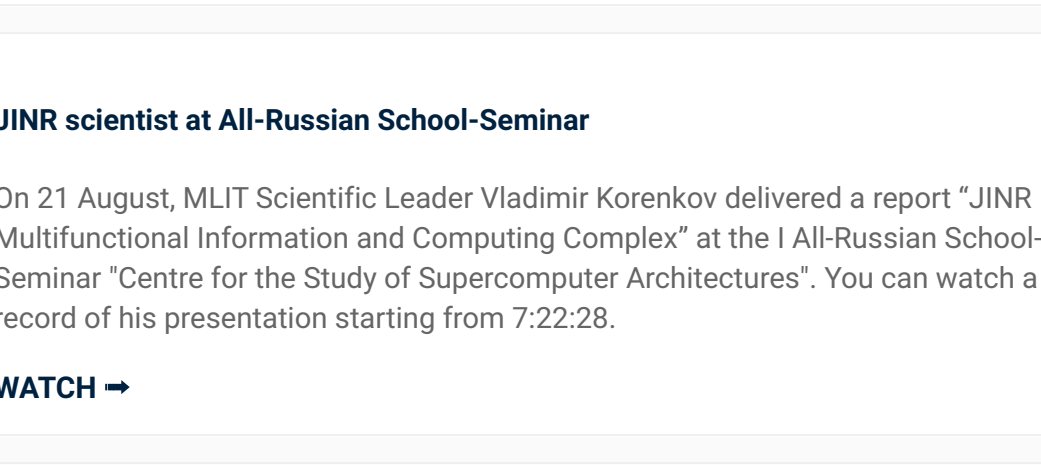 JINR scientist at All-Russian School-Seminar
On 21 August, MLIT Scientific Leader Vladimir Korenkov delivered a report “JINR
Multifunctional Information and Computing Complex” at the I All-Russian School-
Seminar "Centre for the Study of Supercomputer Architectures". You can watch a
record of his presentation starting from 7:22:28.
WATCH ➡